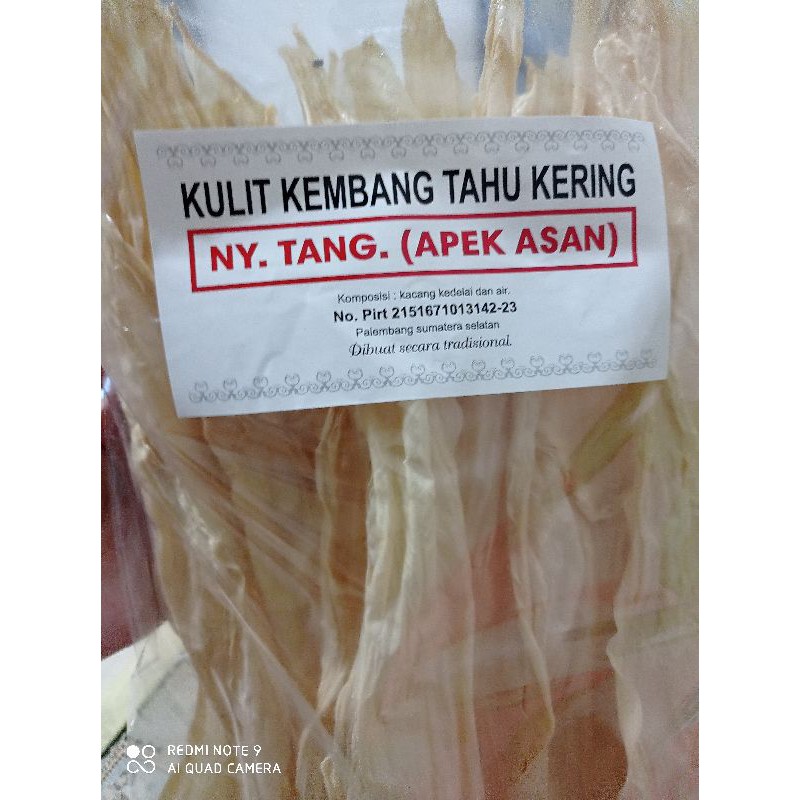 KULIT KEMBANG TAHU KERING
NY. TANG. (APEK ASAN)
Komposisi : kacang kedelai dan air.
No. Pirt 2151671013142-23
Palembang sumatera selatan
Dibuat secara tradisional.
REDMI NOTE 9
AI QUAD CAMERA